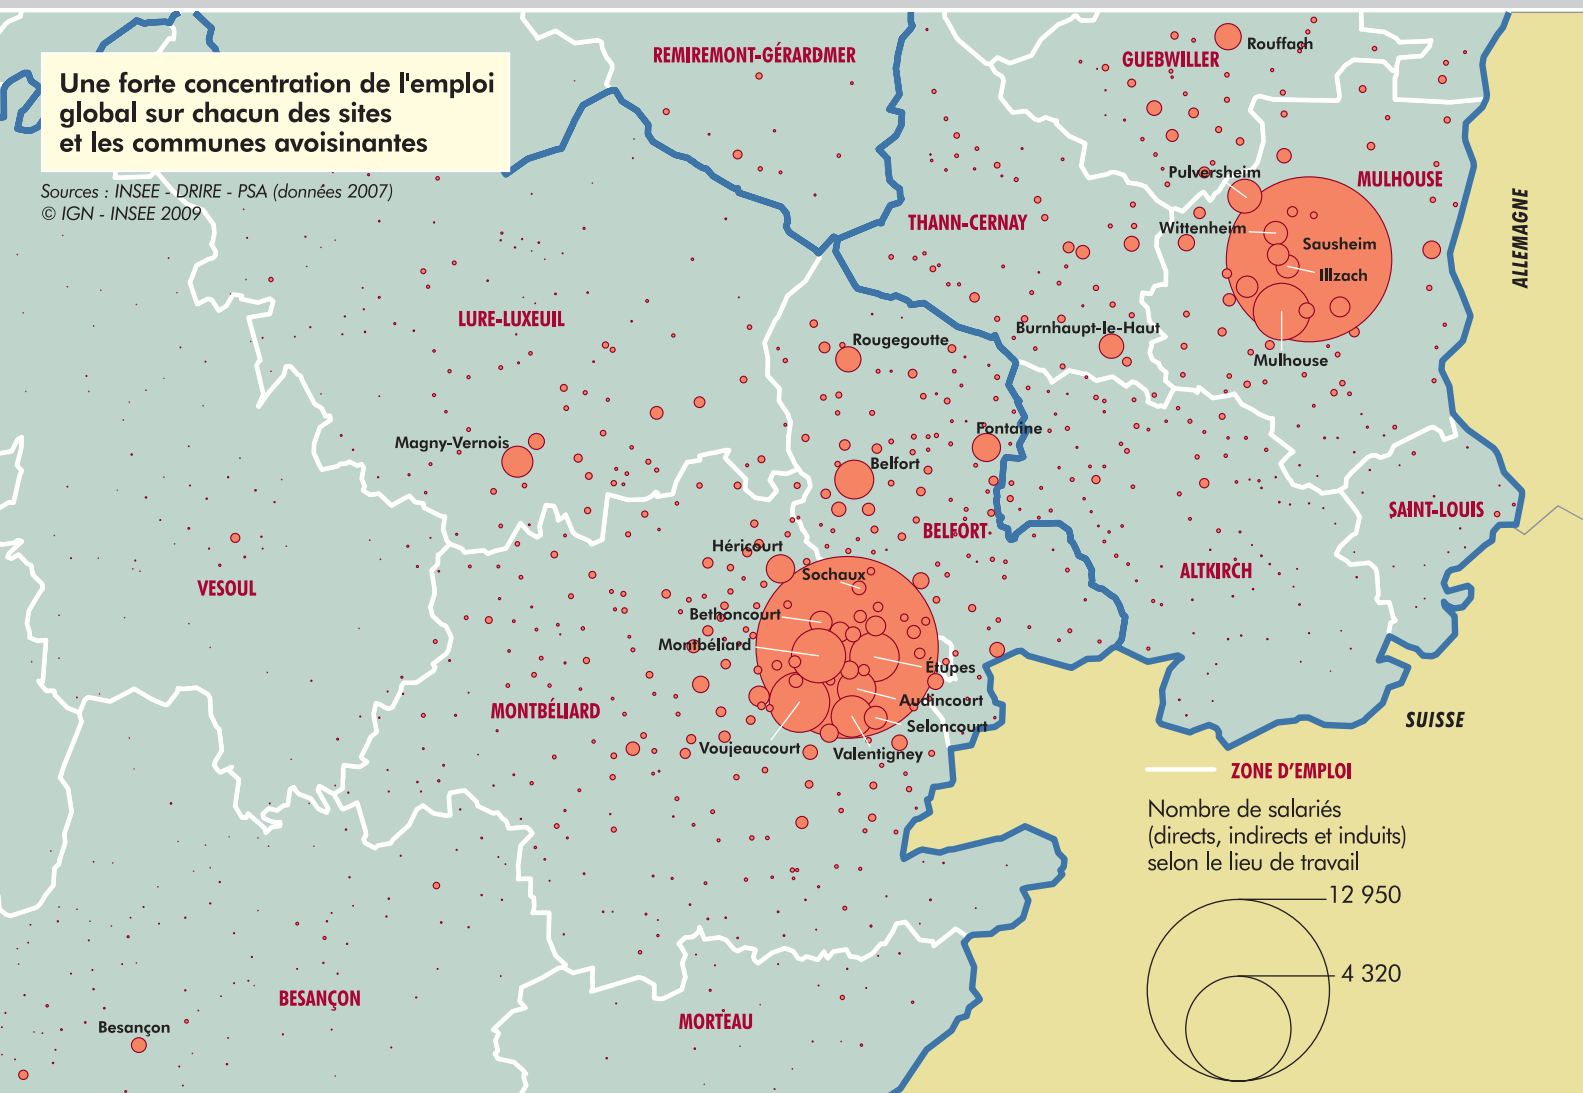 Une forte concentration de l'emploi
global sur chacun des sites
et les communes avoisinantes
Sources : INSEE - DRIRE - PSA (données 2007)
© IGN - INSEE 2009
REMIREMONT-GÉRARDMER
GUEBWILLER
Rouffach
Pulversheim
MULHOUSE
THANN-CERNAY
Wittenheim
Sausheim
Illzach
ALLEMAGNE
LURE-LUXEUIL
Burnhaupt-le-Haut
Rougegoutte
Mulhouse
Magny-Vernois
Fontaine
Belfort
SAINT-LOUIS
BELFORT
Héricourt
Sochaux
ALTKIRCH
VESOUL
Bethoncourt
Montbéliard
Étupes
MONTBÉLIARD
Audincourt
Seloncourt
SUISSE
Voujeaucourt
Valentigney
ZONE D'EMPLOI
Nombre de salariés
(directs, indirects et induits)
selon le lieu de travail
12 950
4 320
BESANÇON
Besançon
MORTEAU